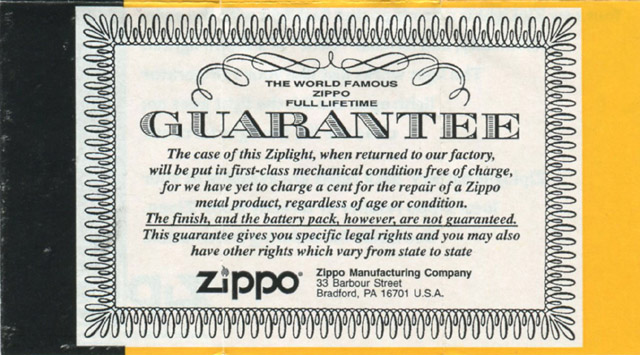 THE WORLD FAMOUS
ZIPPO
FULL LIFETIME
GUARANTEE
The case of this Ziplight, when returned to our factory,
will be put in first-class mechanical condition free of charge,
for we have yet to charge a cent for the repair of a Zippo
metal product, regardless of age or condition.
The finish, and the battery pack, however, are not guaranteed.
This guarantee gives you specific legal rights and you may also
have other rights which vary from state to state
zippo®
Zippo Manufacturing Company
33 Barbour Street
Bradford, PA 16701 U.S.A.